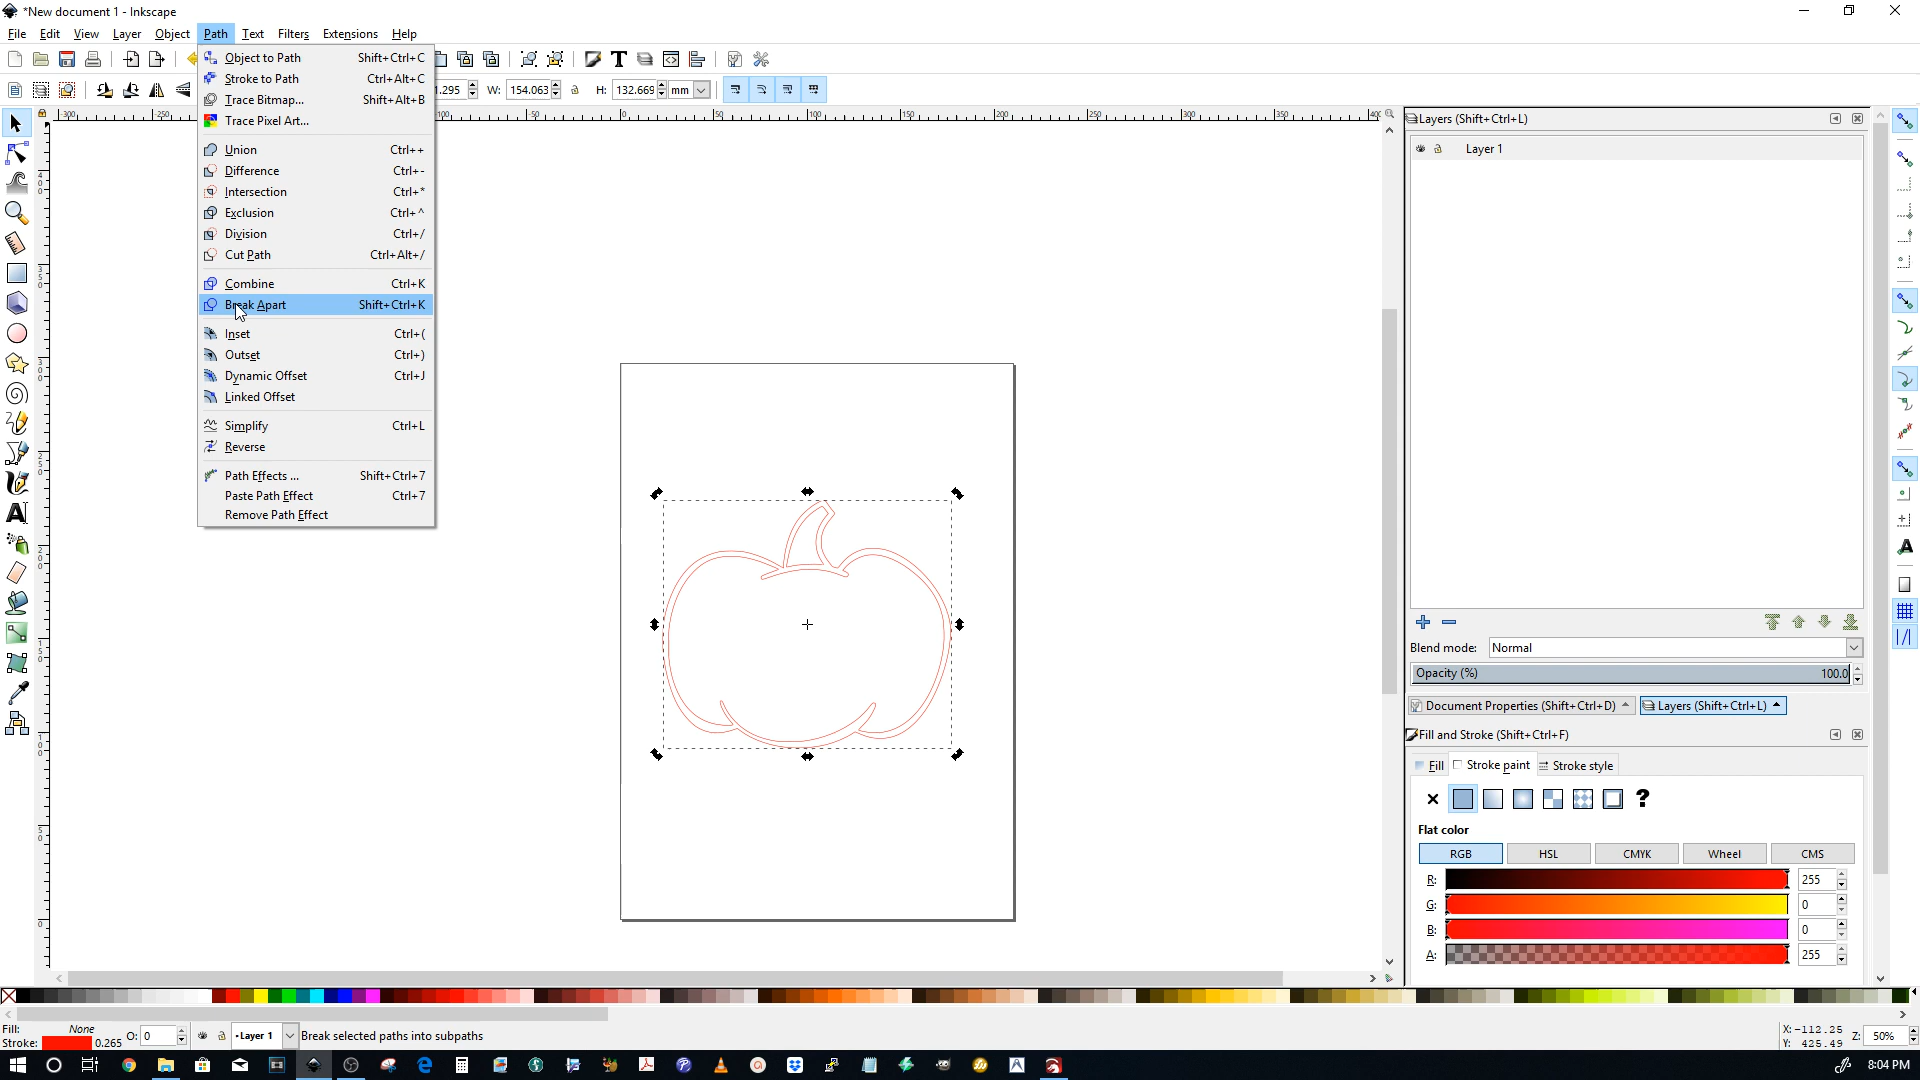 *New document 1 - Inkscape
File Edit View Layer Object Path Text Filters Extensions Help
Object to Path Shift+Ctrl+C
Stroke to Path Ctrl+Alt+C
Trace Bitmap... Shift+Alt+B
Trace Pixel Art...
Union Ctrl++
Difference Ctrl+-
Intersection Ctrl+*
Exclusion Ctrl+^
Division Ctrl+/
Cut Path Ctrl+Alt+/
Combine Ctrl+K
Break Apart Shift+Ctrl+K
Inset Ctrl+(
Outset Ctrl+)
Dynamic Offset Ctrl+J
Linked Offset
Simplify Ctrl+L
Reverse
Path Effects ... Shift+Ctrl+7
Paste Path Effect Ctrl+7
Remove Path Effect
W: 154.063 H: 132.669 mm
Layers (Shift+Ctrl+L)
Layer 1
Blend mode: Normal
Opacity (%) 100.0
Document Properties (Shift+Ctrl+D) Layers (Shift+Ctrl+L)
Fill and Stroke (Shift+Ctrl+F)
Fill Stroke paint Stroke style
Flat color
RGB HSL CMYK Wheel CMS
R: 255
G: 0
B: 0
A: 255
Fill: None
Stroke: 0.265 O: 0 •Layer 1 Break selected paths into subpaths
X: -112.25
Y: 425.49 Z: 50%
8:04 PM